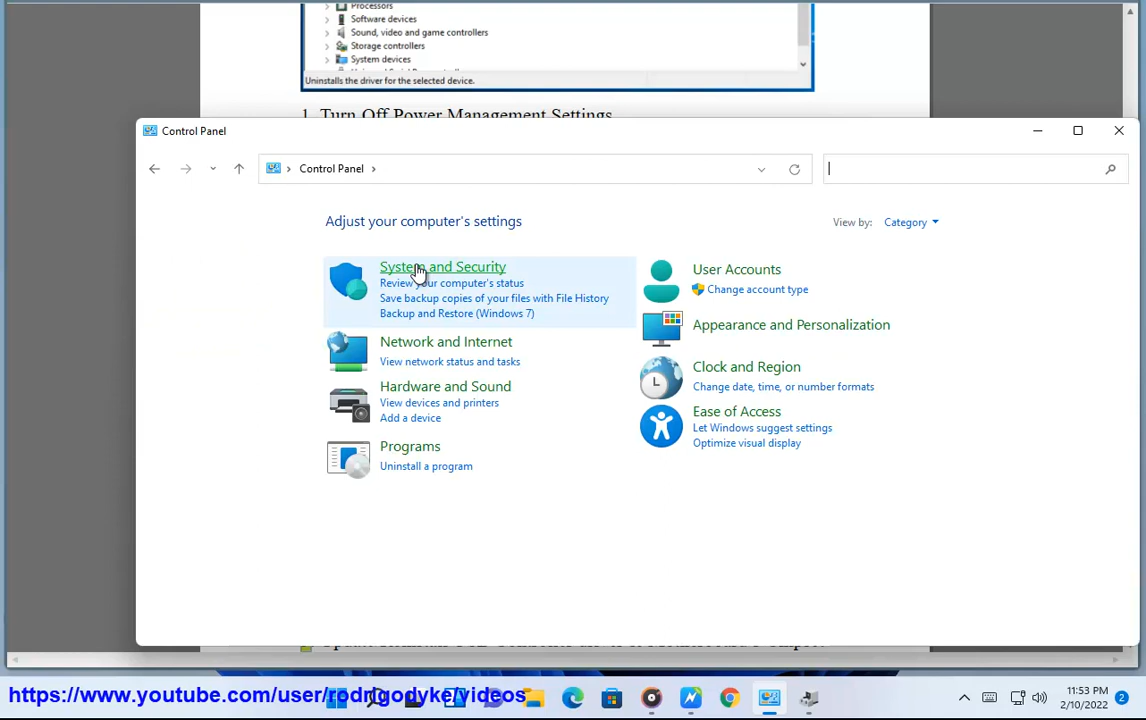 Processors
Software devices
Sound, video and game controllers
Storage controllers
System devices
Uninstalls the driver for the selected device.
1. Turn Off Power Management Settings
Control Panel
Control Panel
Adjust your computer's settings
View by: Category
System and Security
Review your computer's status
Save backup copies of your files with File History
Backup and Restore (Windows 7)
Network and Internet
View network status and tasks
Hardware and Sound
View devices and printers
Add a device
Programs
Uninstall a program
User Accounts
Change account type
Appearance and Personalization
Clock and Region
Change date, time, or number formats
Ease of Access
Let Windows suggest settings
Optimize visual display
https://www.youtube.com/user/rodrigodyke/videos
11:53 PM
2/10/2022
2